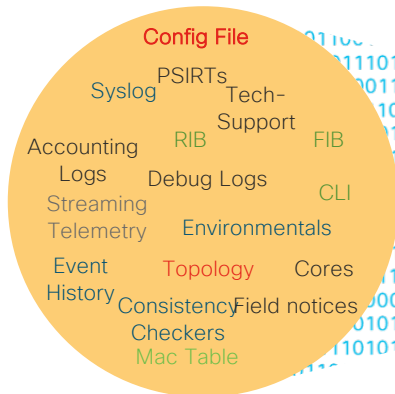 Config File
PSIRTs
Syslog
Tech-
Support
RIB
FIB
Accounting
Logs
Debug Logs
CLI
Streaming
Telemetry
Environmentals
Event
History
Topology
Cores
Consistency
Checkers
Field notices
Mac Table